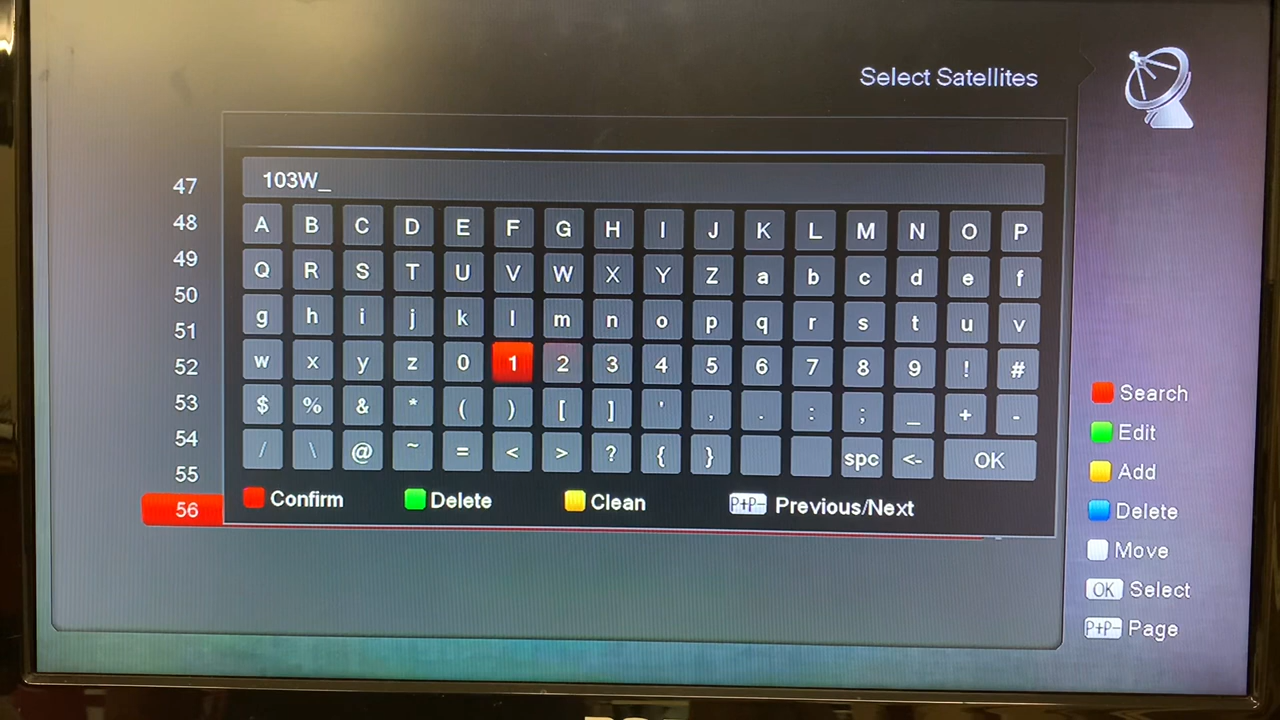 Select Satellites
103W_
47
48
49
50
51
52
53
54
55
56
A B C D E F G H I J K L M N O P
Q R S T U V W X Y Z a b c d e f
g h i j k l m n o p q r s t u v
w x y z 0 1 2 3 4 5 6 7 8 9 ! #
$ % & * ( ) [ ] ' , . : ; _ + -
/ \ @ ~ = < > ? { } spc <- OK
Confirm Delete Clean P+P- Previous/Next
Search
Edit
Add
Delete
Move
OK Select
P+P- Page